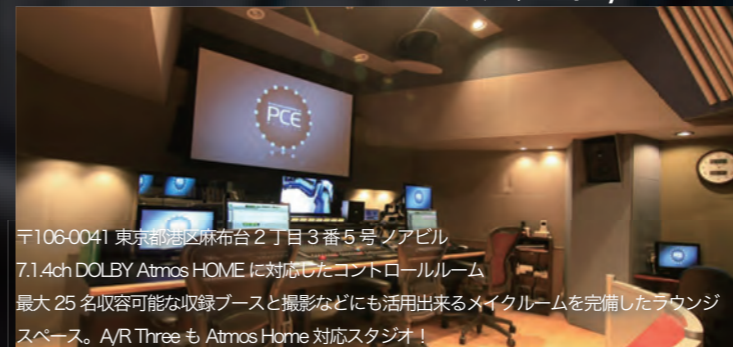 PCE
〒106-0041 東京都港区麻布台 2 丁目 3 番 5 号 ノアビル
7.1.4ch DOLBY Atmos HOME に対応したコントロールルーム
最大 25 名収容可能な収録ブースと撮影などにも活用出来るメイクルームを完備したラウンジ
スペース。A/R Three も Atmos Home 対応スタジオ！